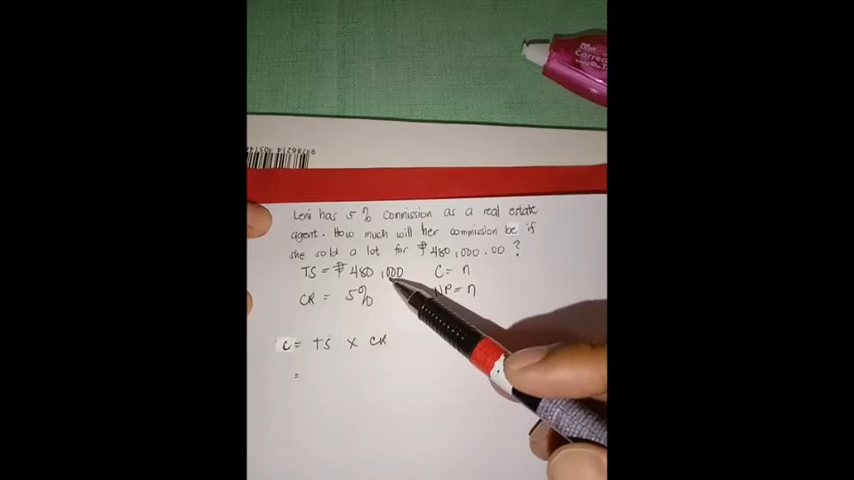 Leni has 5% commission as a real estate
agent. How much will her commission be if
she sold a lot for ₱480,000.00?
TS = ₱480,000 C = n
CR = 5% NP = n
C = TS x CR
=